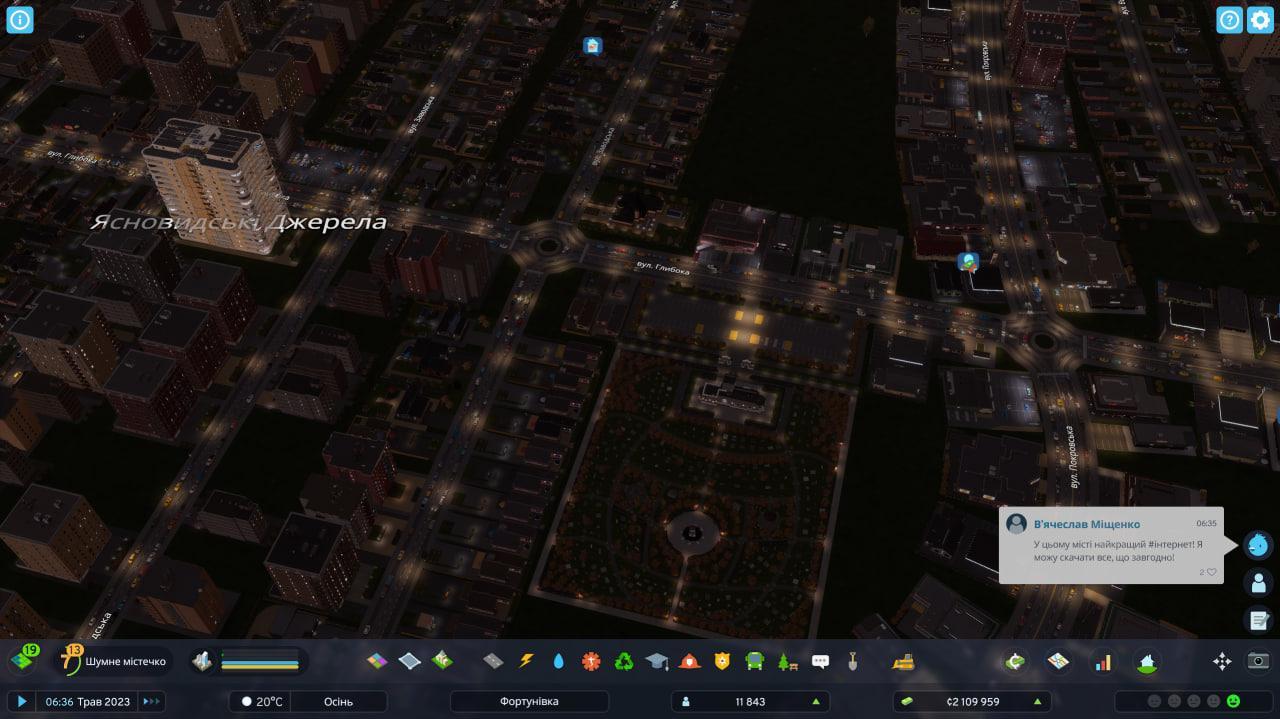 вул. Заводська
вул. Покровська
вул. Глибока
Ясновидські Джерела
вул. Глибока
вул. Покровська
В'ячеслав Міщенко
06:35
У цьому місті найкращий #інтернет! Я
можу скачати все, що завгодно!
2
дська
19
13
7
Шумне містечко
06:36 Трав 2023
20°C
Осінь
Фортунівка
11 843
¢2 109 959